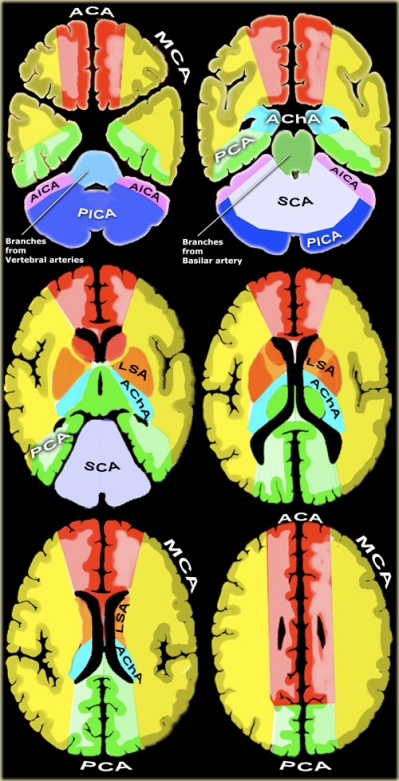 ACA
MCA
AChA
PCA
AICA
AICA
PICA
SCA
PICA
Branches
from
Vertebral arteries
Branches
from
Basilar artery
LSA
AChA
PCA
SCA
LSA
AChA
MCA
LSA
AChA
PCA
ACA
MCA
PCA